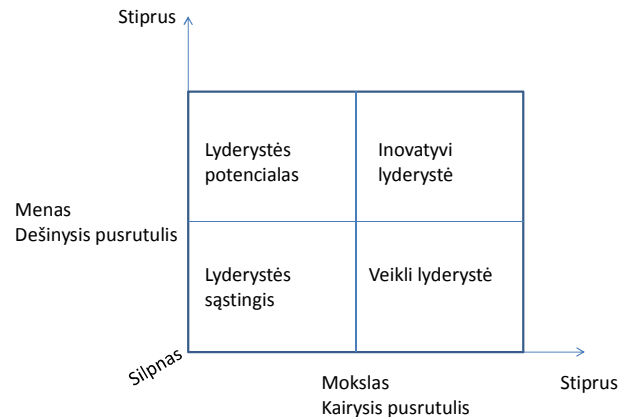 Stiprus
Lyderystės
potencialas
Inovatyvi
lyderystė
Menas
Dešinysis pusrutulis
Lyderystės
sąstingis
Veikli lyderystė
Silpnas
Mokslas
Kairysis pusrutulis
Stiprus